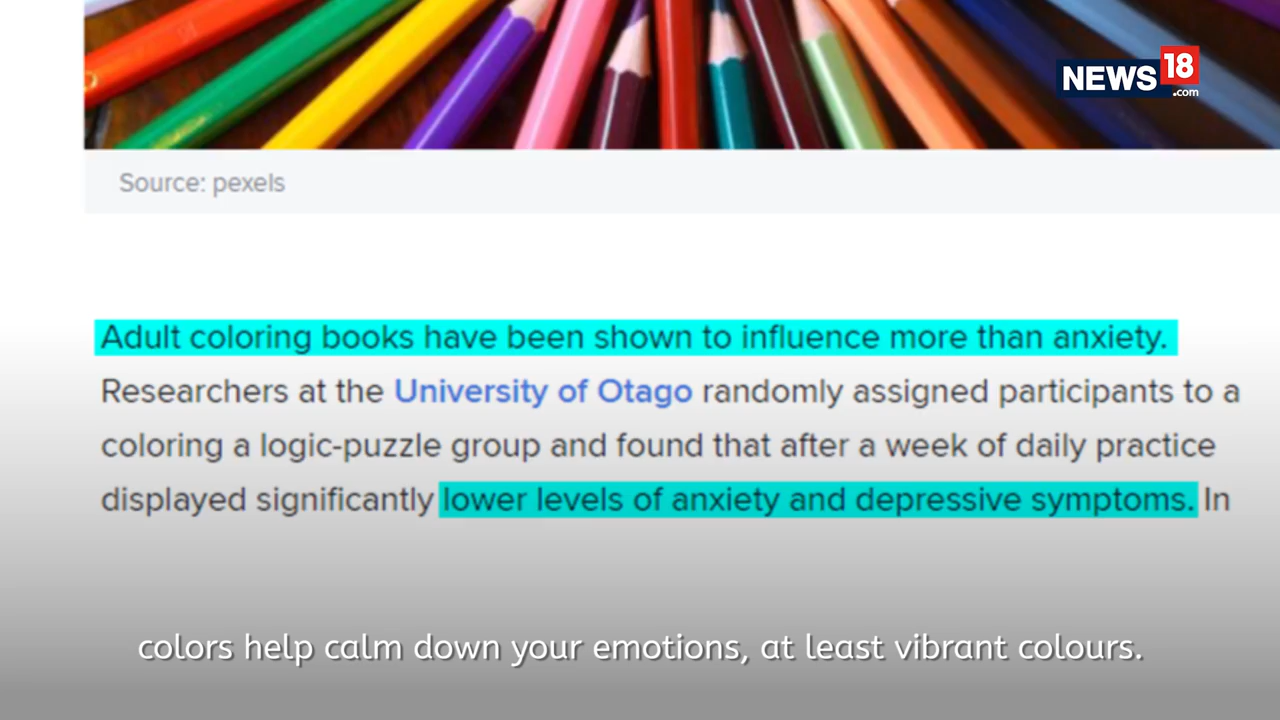 NEWS 18
.com
Source: pexels
Adult coloring books have been shown to influence more than anxiety.
Researchers at the University of Otago randomly assigned participants to a
coloring a logic-puzzle group and found that after a week of daily practice
displayed significantly lower levels of anxiety and depressive symptoms. In
colors help calm down your emotions, at least vibrant colours.